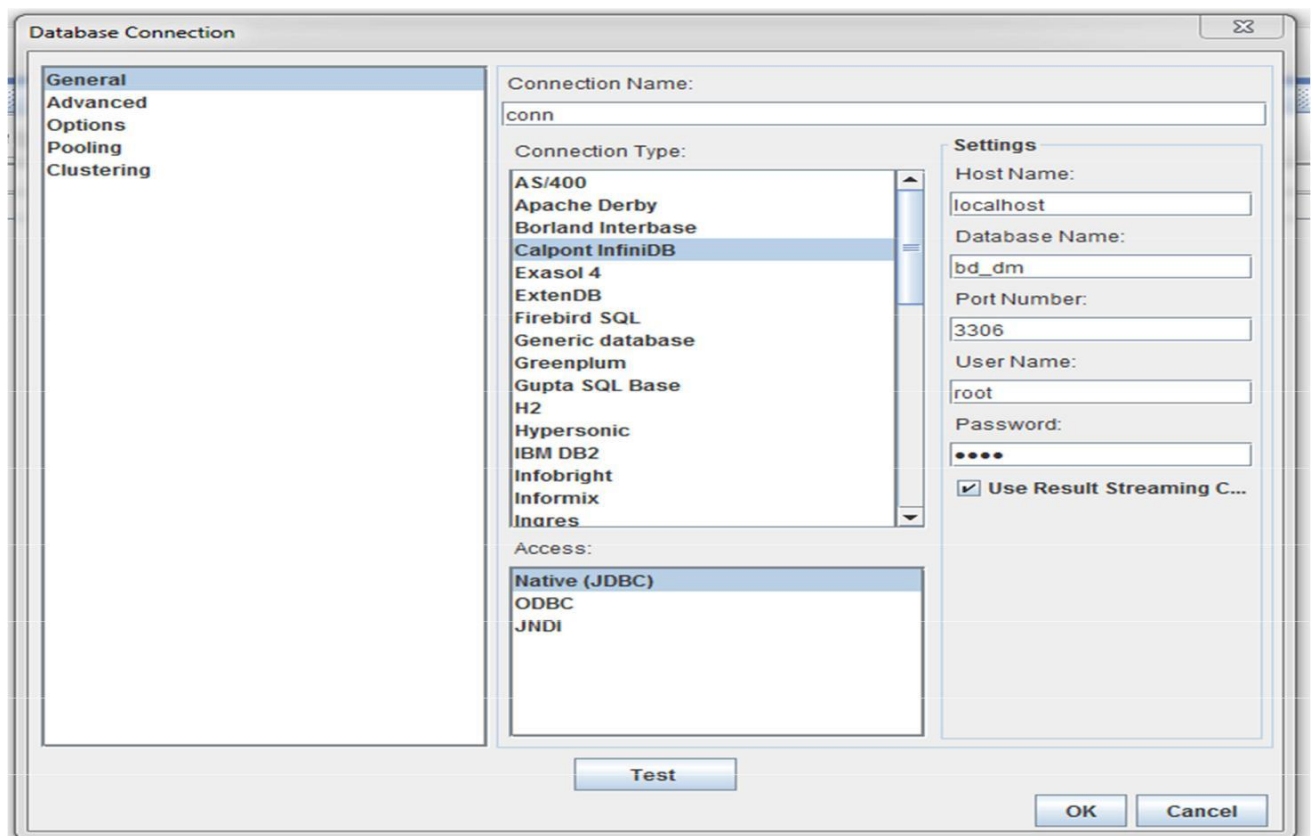 Database Connection
General
Advanced
Options
Pooling
Clustering
Connection Name:
conn
Connection Type:
AS/400
Apache Derby
Borland Interbase
Calpont InfiniDB
Exasol 4
ExtenDB
Firebird SQL
Generic database
Greenplum
Gupta SQL Base
H2
Hypersonic
IBM DB2
Infobright
Informix
Ingres
Access:
Native (JDBC)
ODBC
JNDI
Settings
Host Name:
localhost
Database Name:
bd_dm
Port Number:
3306
User Name:
root
Password:
••••
Use Result Streaming C...
Test
OK
Cancel